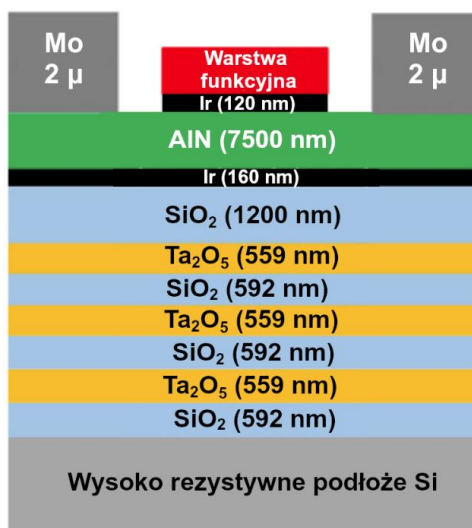 Mo
2 μ
Warstwa
funkcyjna
Mo
2 μ
Ir (120 nm)
AlN (7500 nm)
Ir (160 nm)
SiO₂ (1200 nm)
Ta₂O₅ (559 nm)
SiO₂ (592 nm)
Ta₂O₅ (559 nm)
SiO₂ (592 nm)
Ta₂O₅ (559 nm)
SiO₂ (592 nm)
Wysoko rezystywne podłoże Si